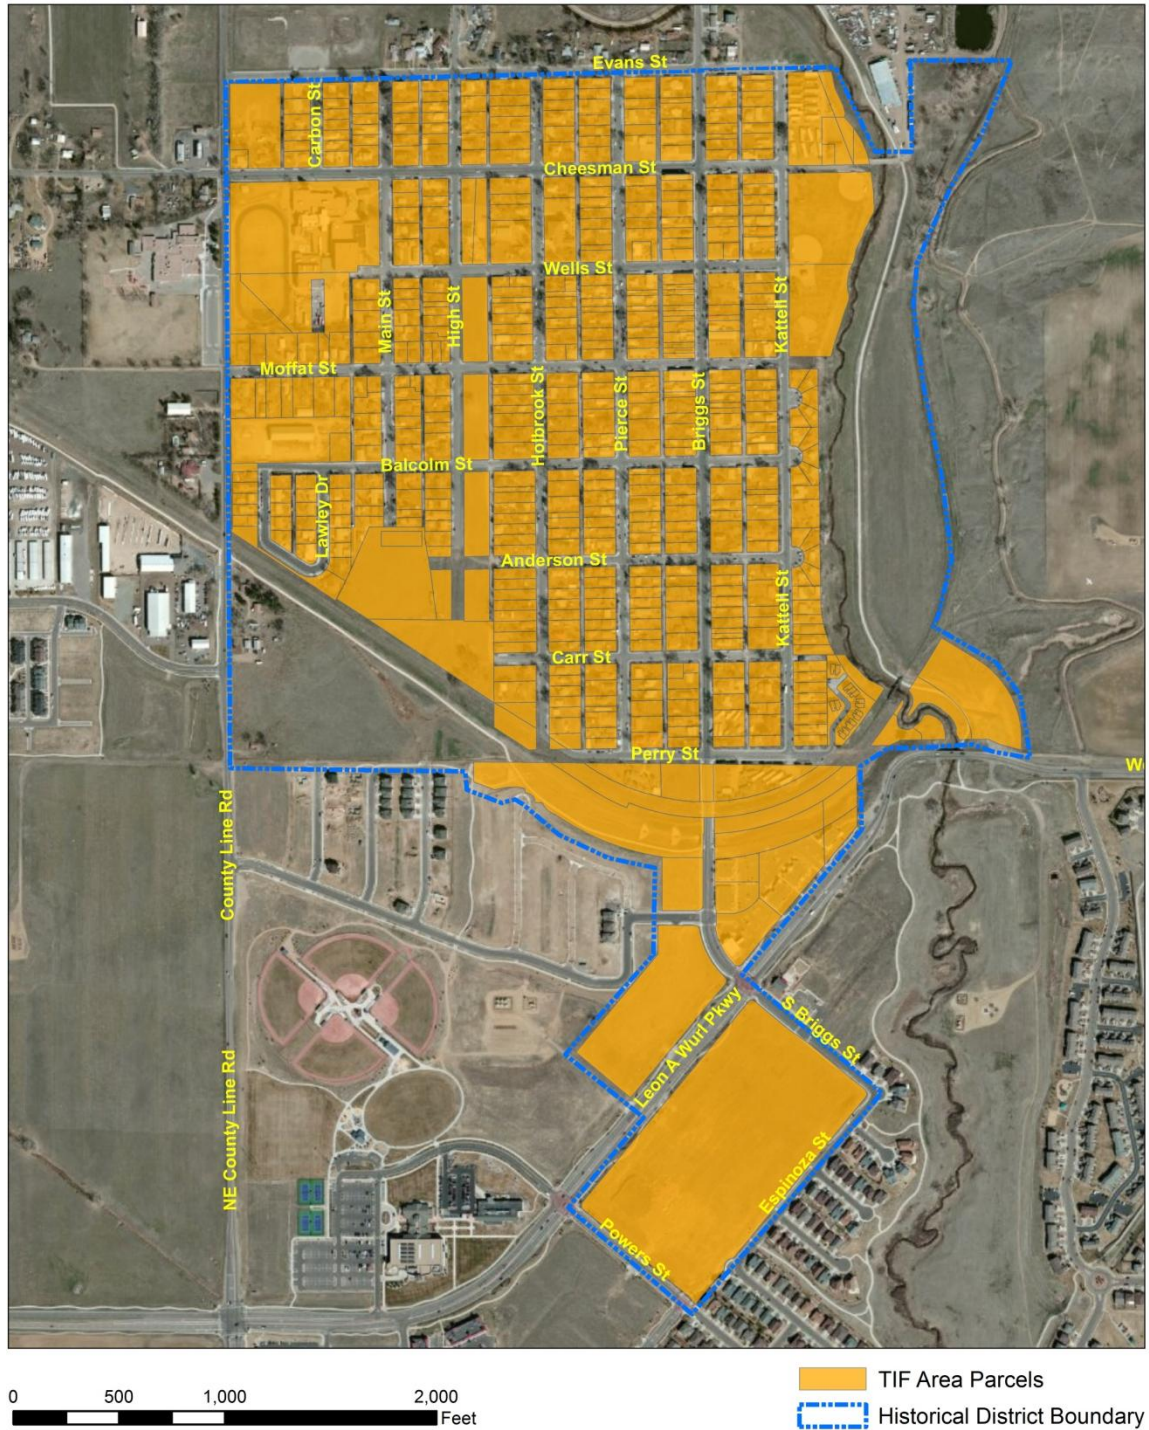 Evans St
Carbon St
Cheesman St
Wells St
Main St
High St
Kattell St
Moffat St
Holbrook St
Pierce St
Briggs St
Balcolm St
Lawley Dr
Anderson St
Kattell St
Carr St
Perry St
We
County Line Rd
Leon A Wurl Pkwy
S Briggs St
NE County Line Rd
Espinoza St
Powers St
0 500 1,000 2,000
Feet
TIF Area Parcels
Historical District Boundary